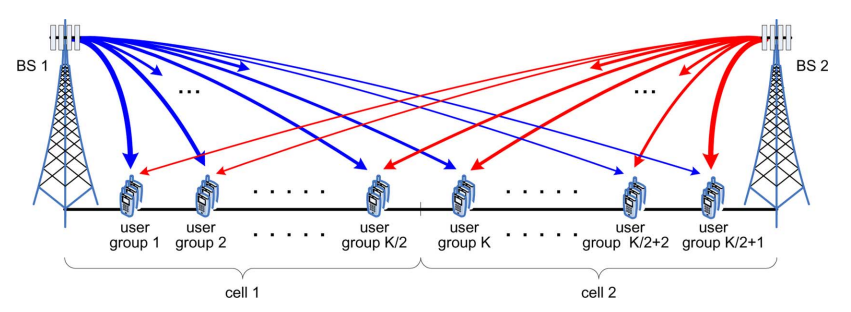 BS 1
BS 2
...
...
user group 1
user group 2
. . . . .
. . . . .
user group K/2
user group K
. . . . .
. . . . .
user group K/2+2
user group K/2+1
cell 1
cell 2